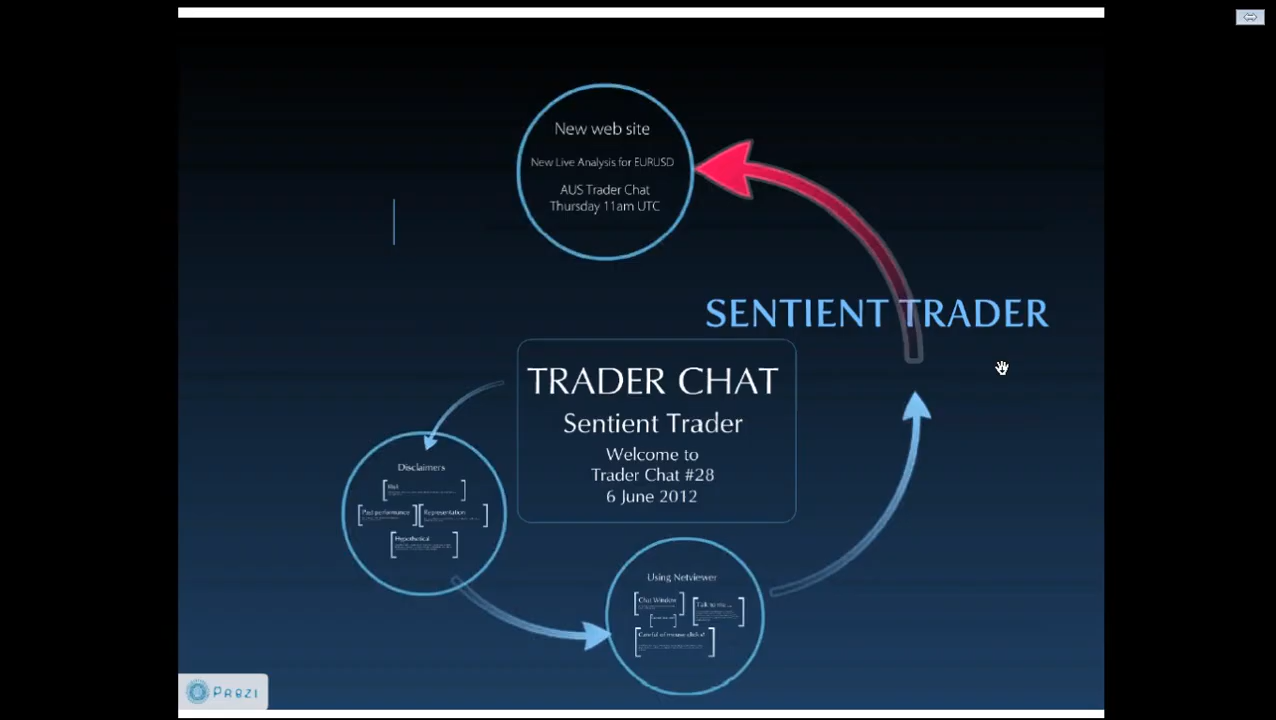 New web site
New Live Analysis for EURUSD
AUS Trader Chat
Thursday 11am UTC
SENTIENT TRADER
TRADER CHAT
Sentient Trader
Welcome to
Trader Chat #28
6 June 2012
Disclaimers
Risk
Past performance
Representation
Hypothetical
Using Netviewer
Chat Window
Talk to me...
Careful of mouse clicks!
Prezi